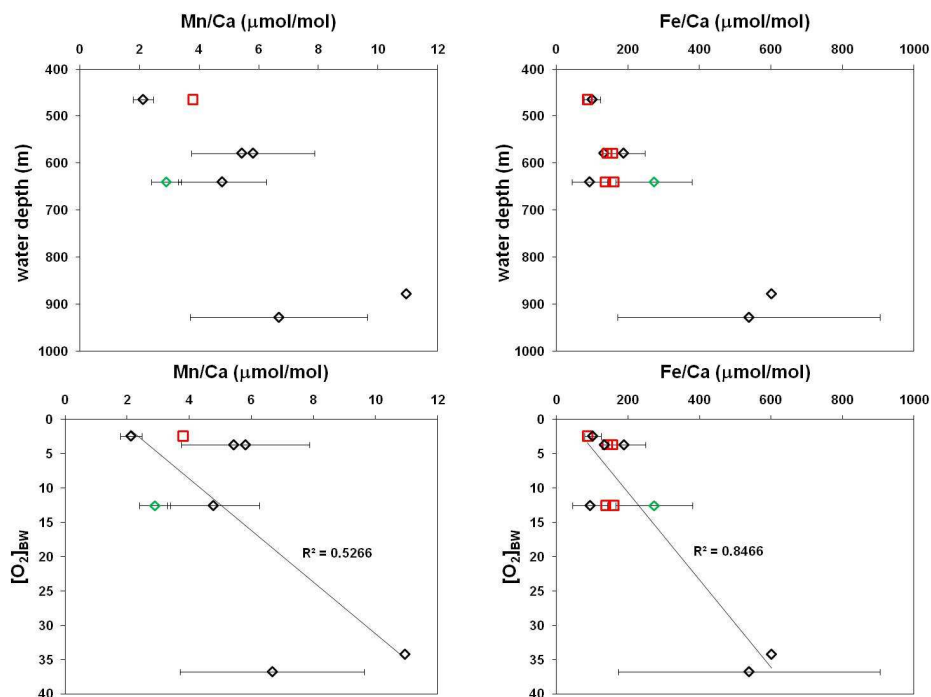 Mn/Ca (μmol/mol)
0 2 4 6 8 10 12
400
500
600
700
800
900
1000
water depth (m)
Fe/Ca (μmol/mol)
0 200 400 600 800 1000
400
500
600
700
800
900
1000
water depth (m)
Mn/Ca (μmol/mol)
0 2 4 6 8 10 12
0
5
10
15
20
25
30
35
40
[O₂]BW
R² = 0.5266
Fe/Ca (μmol/mol)
0 200 400 600 800 1000
0
5
10
15
20
25
30
35
40
[O₂]BW
R² = 0.8466